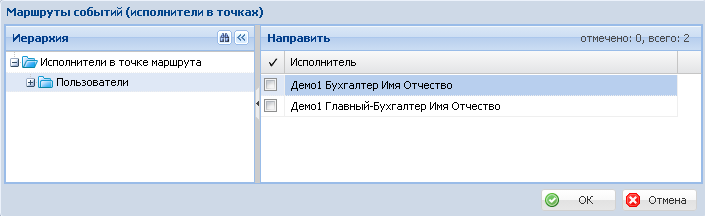 Маршруты событий (исполнители в точках)
Иерархия
Исполнители в точке маршрута
Пользователи
Направить отмечено: 0, всего: 2
Исполнитель
Демо1 Бухгалтер Имя Отчество
Демо1 Главный-Бухгалтер Имя Отчество
ОК Отмена